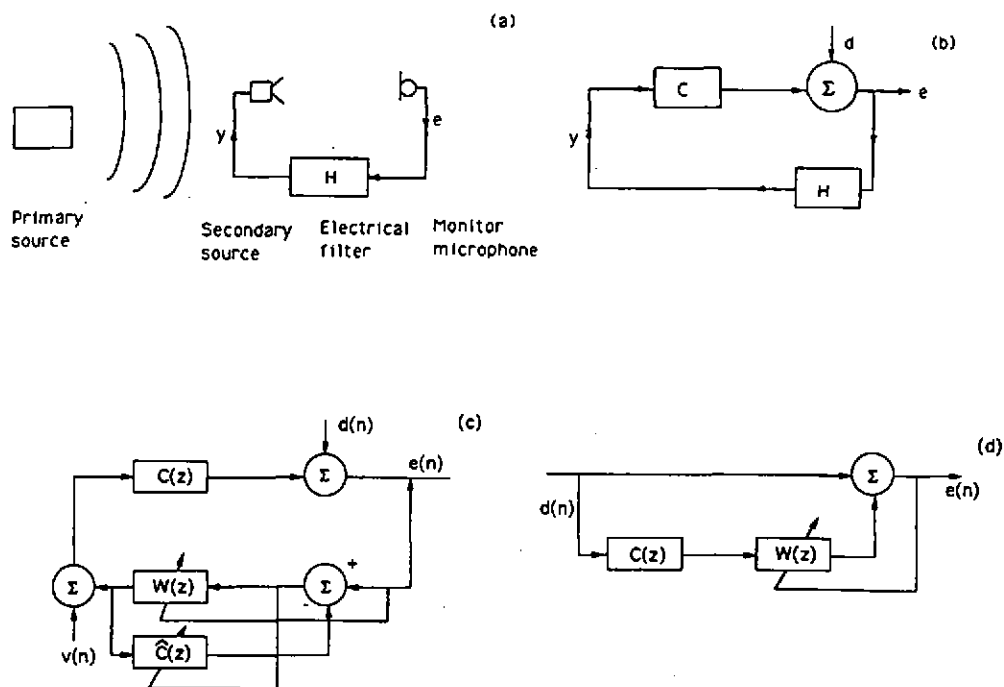 (a)
y
e
H
Primary
source
Secondary
source
Electrical
filter
Monitor
microphone
(b)
d
C
Σ
e
y
H
(c)
d(n)
C(z)
Σ
e(n)
Σ
W(z)
Σ
+
-
v(n)
Ĉ(z)
(d)
Σ
d(n)
e(n)
C(z)
W(z)